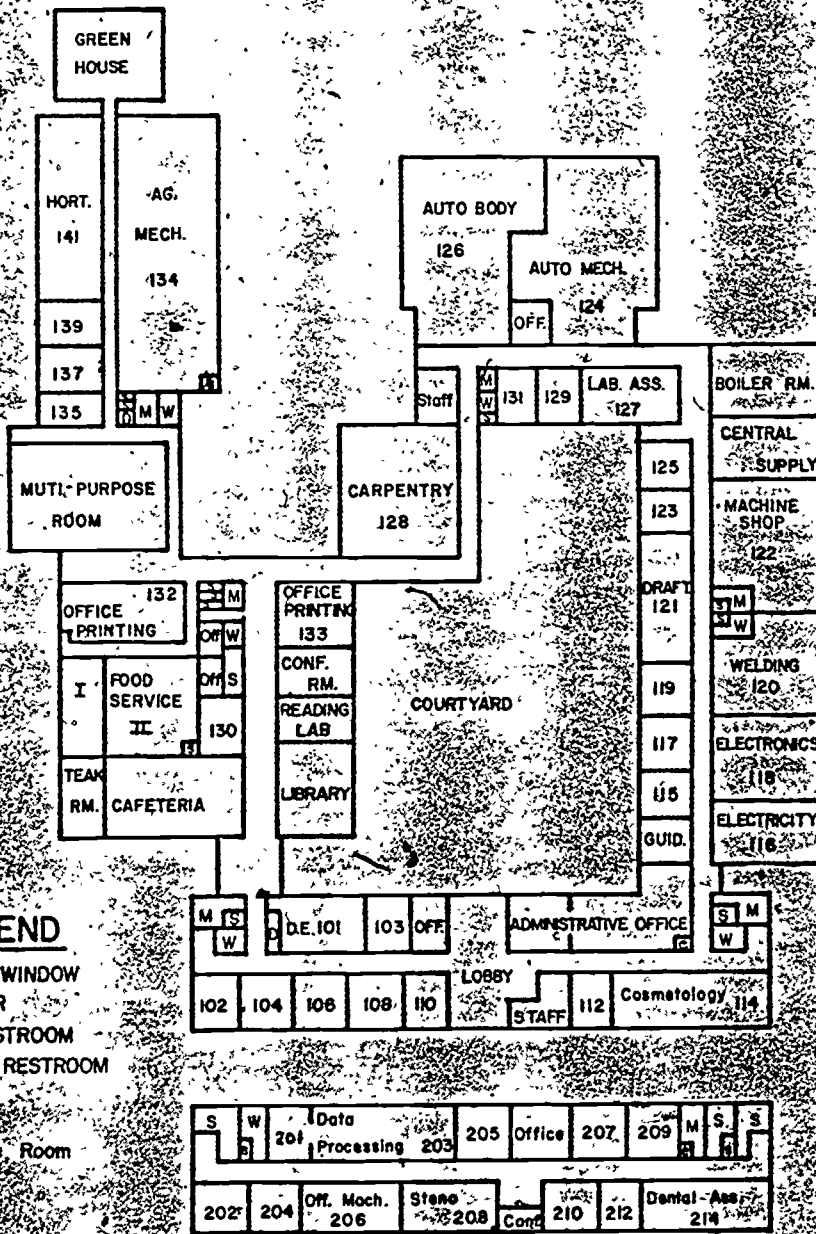 GREEN
HOUSE
HORT.
141
AG.
MECH.
134
139
137
135
D
M
W
AUTO BODY
126
AUTO MECH.
124
OFF.
Staff
M
W
S
131
129
LAB. ASS.
127
BOILER RM.
CENTRAL
SUPPLY
MUTI-PURPOSE
ROOM
CARPENTRY
128
125
123
MACHINE
SHOP
122
132
OFFICE
PRINTING
M
OFFICE
PRINTING
133
DRAFT
121
S
M
S
W
Off
W
I
FOOD
SERVICE
II
Off
S
CONF.
RM.
COURTYARD
119
WELDING
120
S
130
READING
LAB
117
ELECTRONICS
118
TEAK
RM.
CAFETERIA
LIBRARY
115
GUID.
ELECTRICITY
116
M
S
W
D
D.E. 101
103
OFF.
ADMINISTRATIVE OFFICE
C
S
M
W
END
WINDOW
R
STROOM
RESTROOM
Room
102
104
106
108
110
LOBBY
STAFF
112
Cosmetology 114
S
W
201
Data
Processing 203
205
Office
207
209
M
S
S
202
204
Off. Mach.
206
Steno
208
Conf
210
212
Dental-Ass.
214